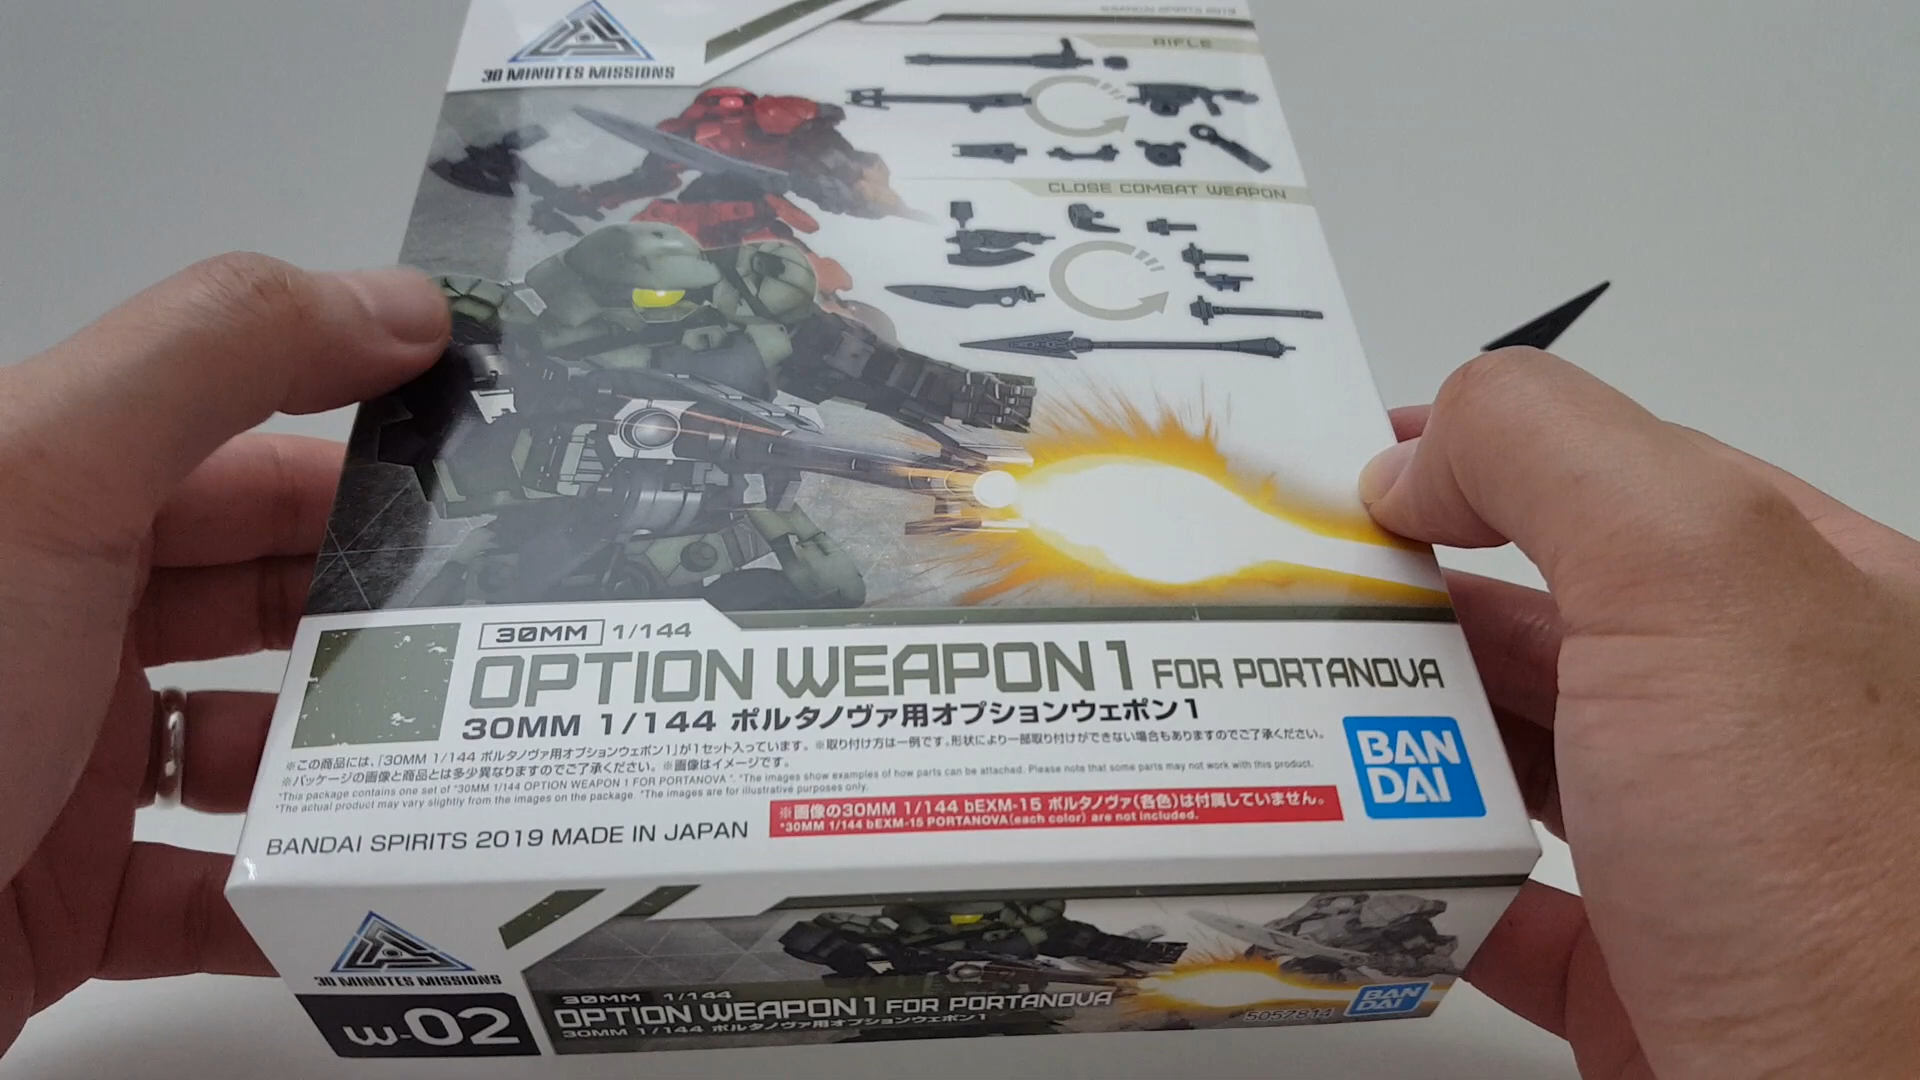 ©BANDAI SPIRITS 2019
30 MINUTES MISSIONS
RIFLE
CLOSE COMBAT WEAPON
30MM 1/144
OPTION WEAPON 1 FOR PORTANOVA
30MM 1/144 ポルタノヴァ用オプションウェポン1
※この商品には、「30MM 1/144 ポルタノヴァ用オプションウェポン1」が1セット入っています。※取り付け方は一例です。形状により一部取り付けができない場合もありますのでご了承ください。
※パッケージの画像と商品とは多少異なりますのでご了承ください。※画像はイメージです。
*This package contains one set of "30MM 1/144 OPTION WEAPON 1 FOR PORTANOVA". *The images show examples of how parts can be attached. Please note that some parts may not work with this product.
*The actual product may vary slightly from the images on the package. *The images are for illustrative purposes only.
BAN
DAI
※画像の30MM 1/144 bEXM-15 ポルタノヴァ(各色)は付属していません。
*30MM 1/144 bEXM-15 PORTANOVA(each color) are not included.
BANDAI SPIRITS 2019 MADE IN JAPAN
30 MINUTES MISSIONS
w-02
30MM 1/144
OPTION WEAPON 1 FOR PORTANOVA
30MM 1/144 ポルタノヴァ用オプションウェポン1
5057814
BAN
DAI